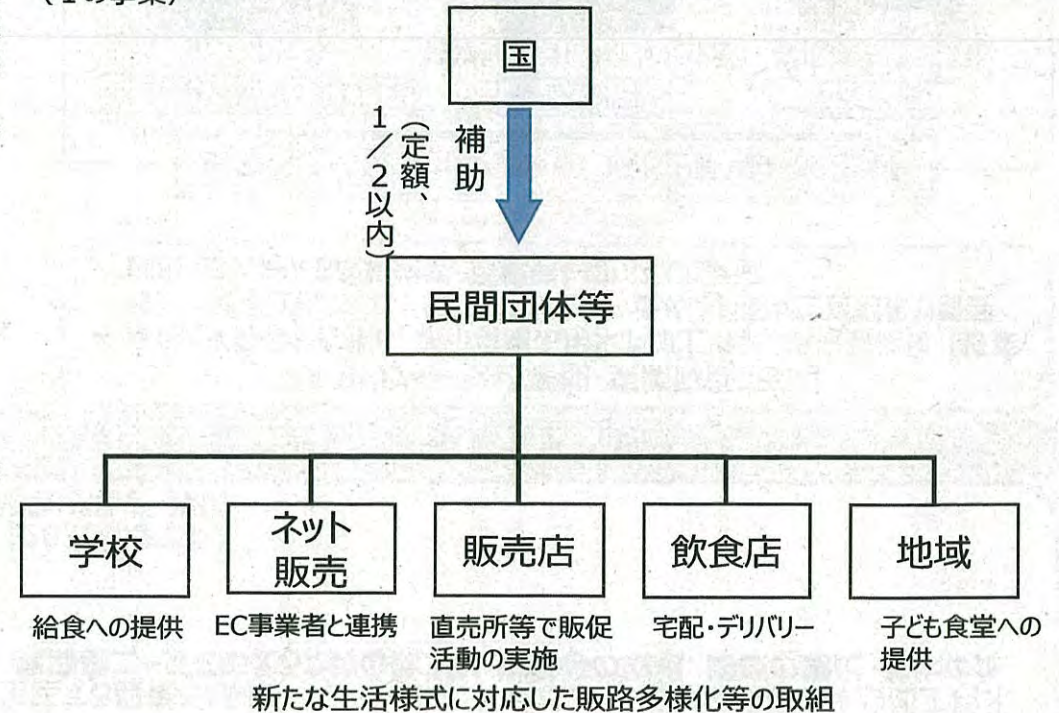 国
補助
(定額、
1/2以内)
民間団体等
学校
ネット
販売
販売店
飲食店
地域
給食への提供
EC事業者と連携
直売所等で販促
活動の実施
宅配・デリバリー
子ども食堂への
提供
新たな生活様式に対応した販路多様化等の取組